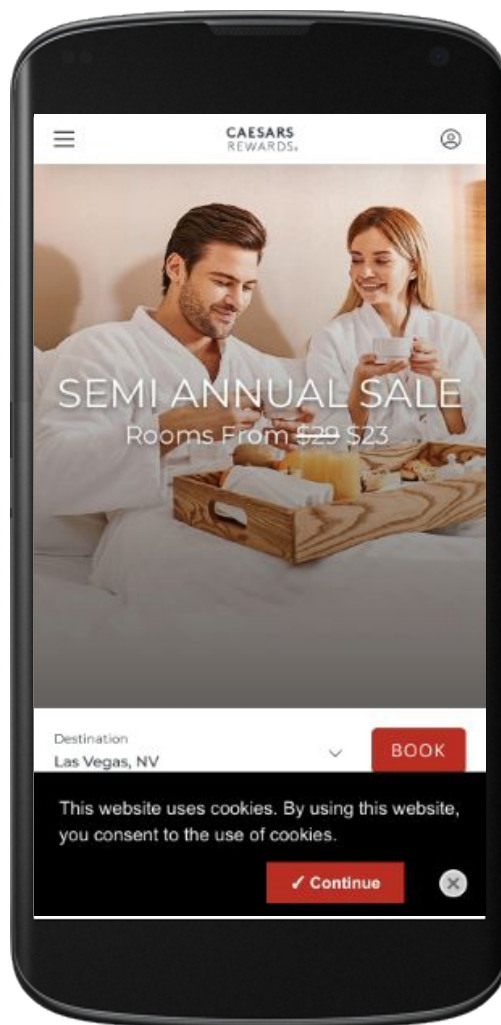 CAESARS
REWARDS.
SEMI ANNUAL SALE
Rooms From $29 $23
Destination
Las Vegas, NV
BOOK
This website uses cookies. By using this website,
you consent to the use of cookies.
✓ Continue